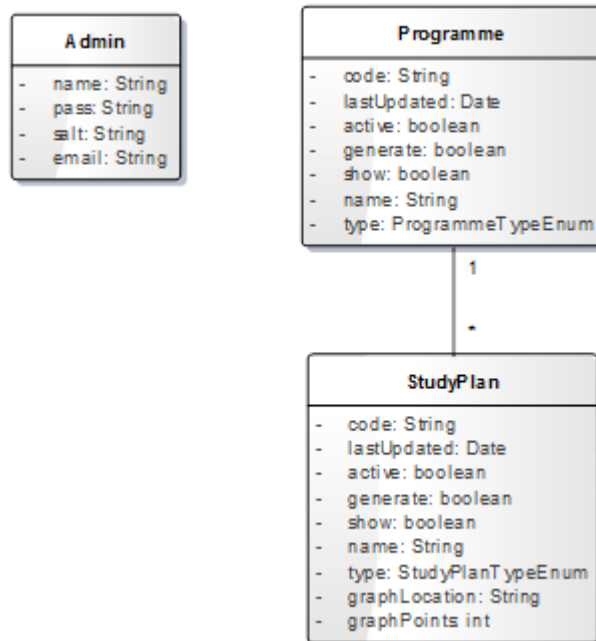 Admin
- name: String
- pass: String
- salt: String
- email: String
Programme
- code: String
- lastUpdated: Date
- active: boolean
- generate: boolean
- show: boolean
- name: String
- type: ProgrammeTypeEnum
1
*
StudyPlan
- code: String
- lastUpdated: Date
- active: boolean
- generate: boolean
- show: boolean
- name: String
- type: StudyPlanTypeEnum
- graphLocation: String
- graphPoints int